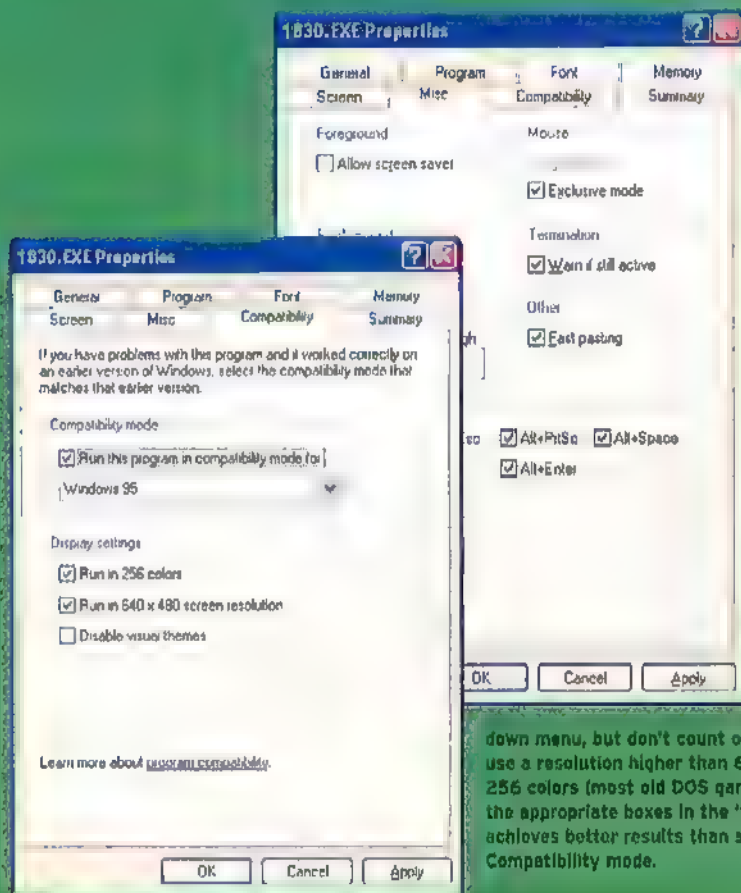 1830.EXE Properties
General Program Font Memory
Screen Misc Compatibility Summary
Foreground
Allow screen saver
Mouse
Exclusive mode
Termination
Warn if still active
Other
Fast pasting
Alt+PrtSc Alt+Space
Alt+Enter
OK Cancel Apply
1830.EXE Properties
General Program Font Memory
Screen Misc Compatibility Summary
If you have problems with this program and it worked correctly on
an earlier version of Windows, select the compatibility mode that
matches that earlier version.
Compatibility mode
Run this program in compatibility mode for
Windows 95
Display settings
Run in 256 colors
Run in 640 x 480 screen resolution
Disable visual themes
Learn more about program compatibility.
OK Cancel Apply
down menu, but don't count
use a resolution higher than
256 colors (most old DOS
the appropriate boxes in the
achieves better results than
Compatibility mode.